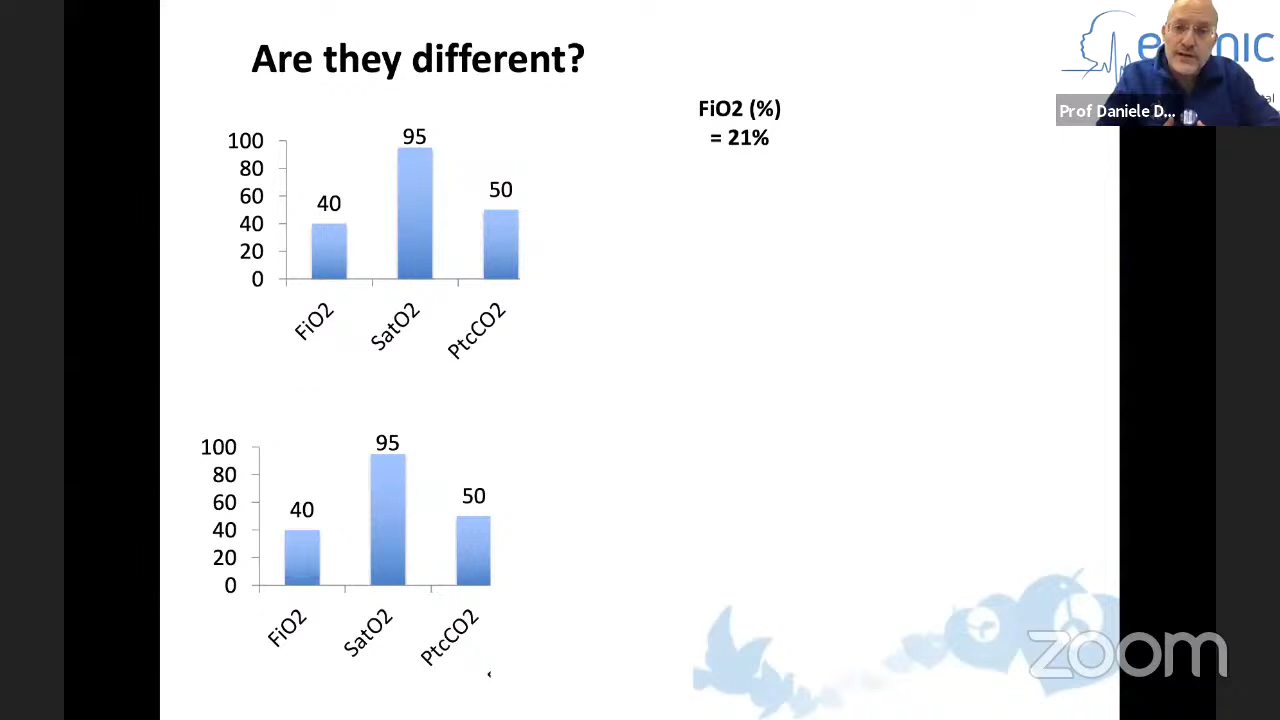 Are they different?
FiO2 (%)
= 21%
Prof Daniele D...
100
80
60
40
20
0
40
95
50
FiO2
SatO2
PtcCO2
100
80
60
40
20
0
40
95
50
FiO2
SatO2
PtcCO2
zoom